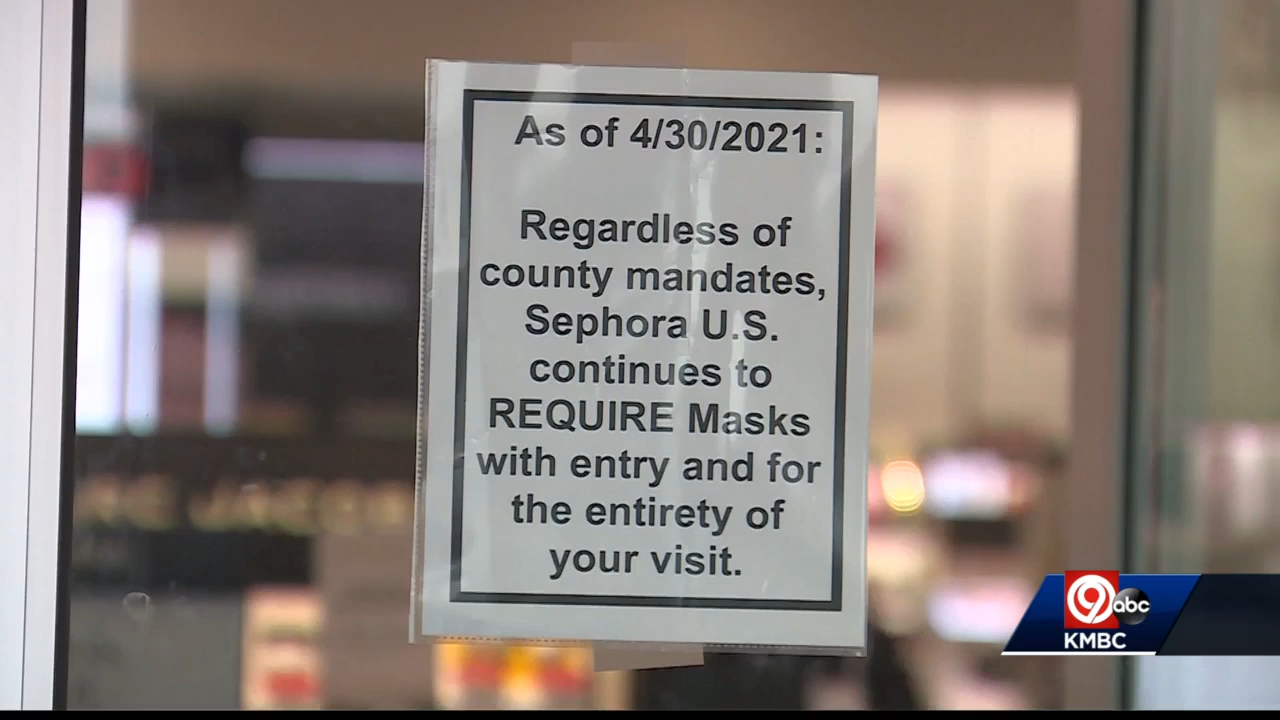 As of 4/30/2021:
Regardless of
county mandates,
Sephora U.S.
continues to
REQUIRE Masks
with entry and for
the entirety of
your visit.
9 abc
KMBC